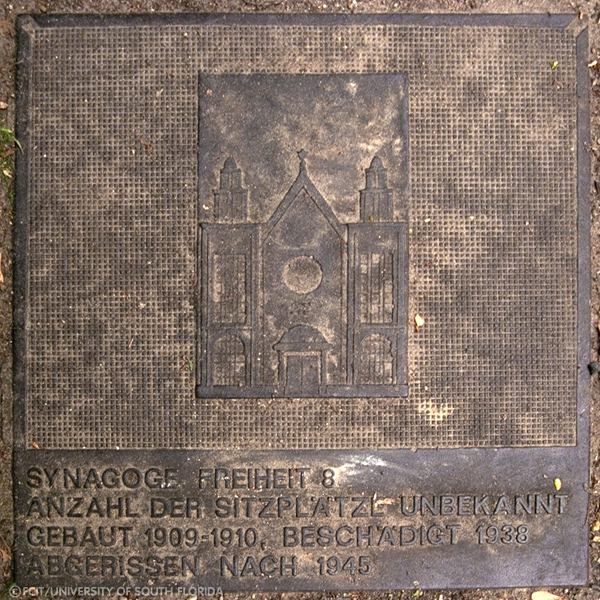 SYNAGOGE FREIHEIT 8
ANZAHL DER SITZPLÄTZE UNBEKANNT
GEBAUT 1909-1910, BESCHÄDIGT 1938
ABGERISSEN NACH 1945
© FCIT/UNIVERSITY OF SOUTH FLORIDA